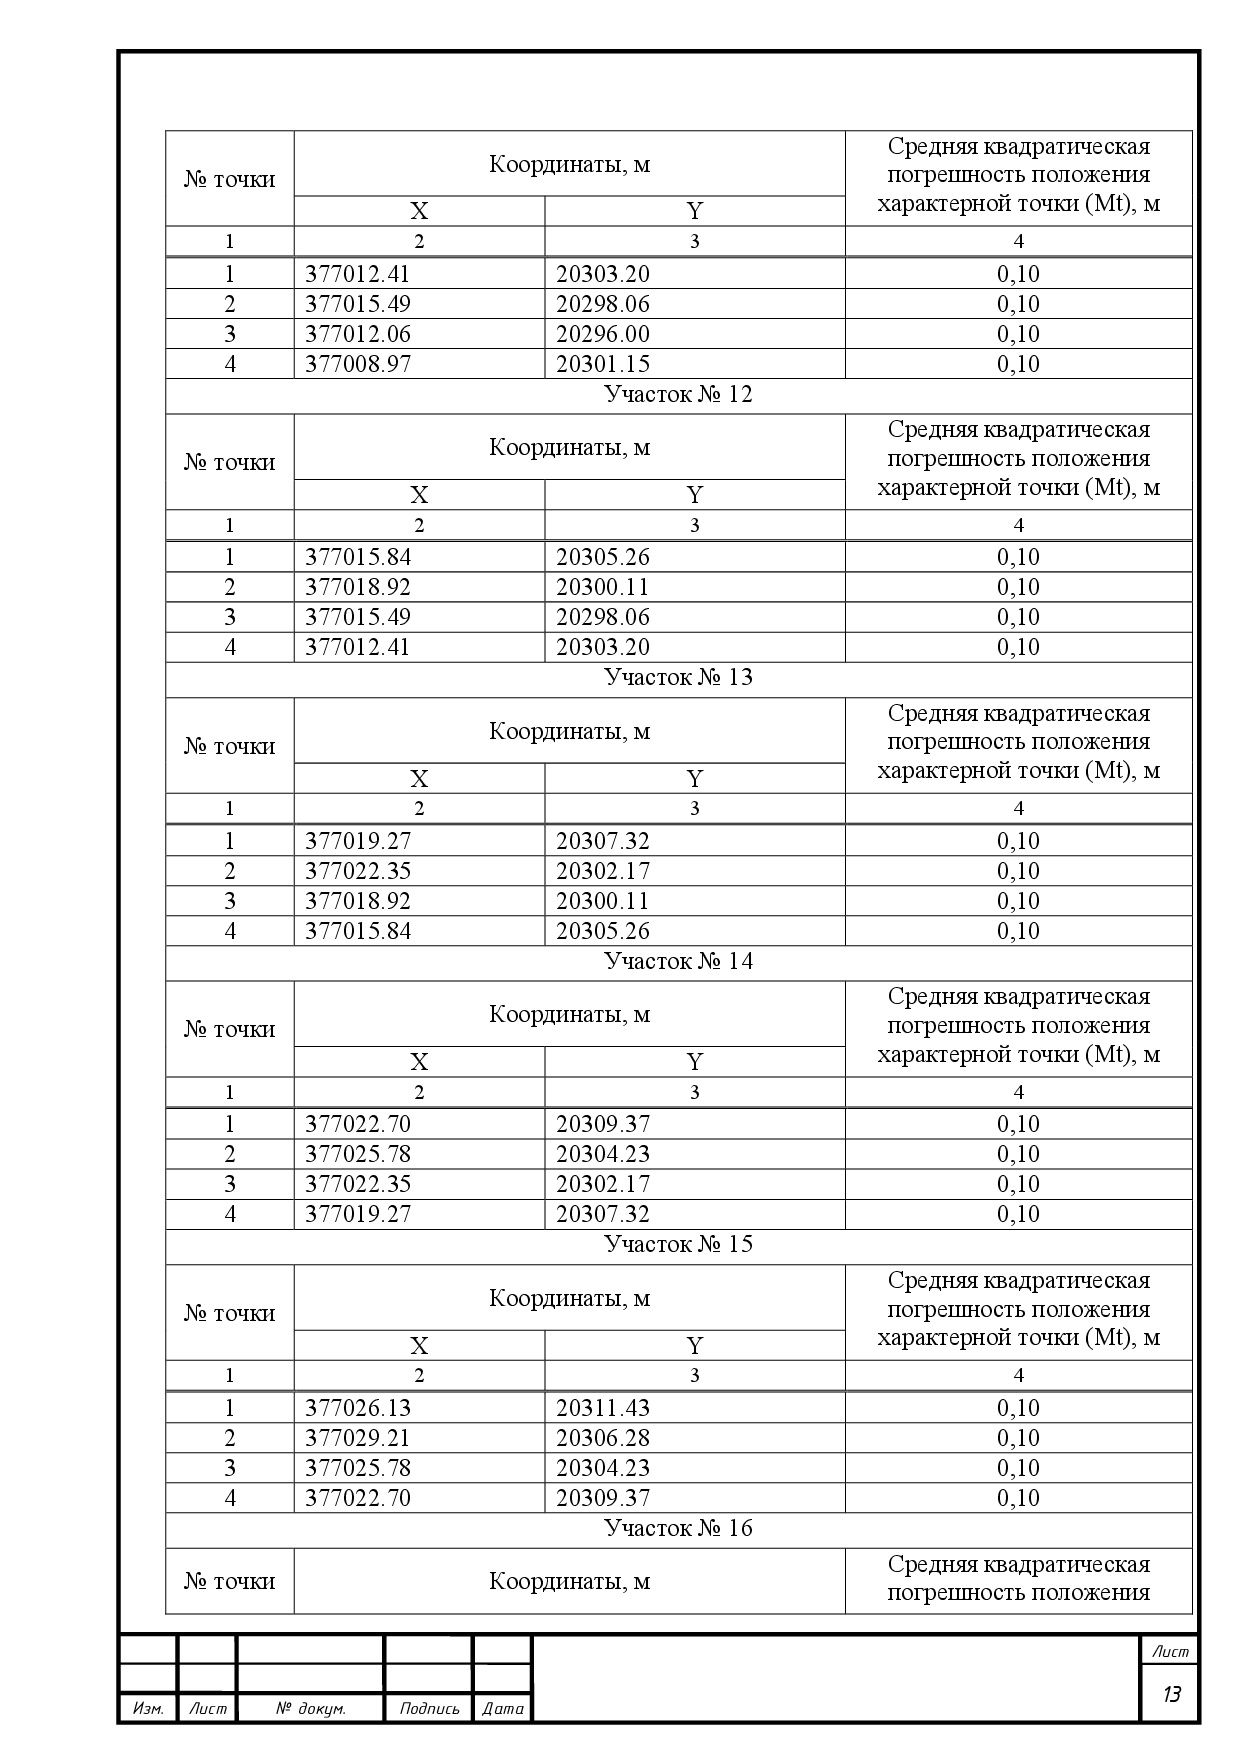 № точки
Координаты, м
Средняя квадратическая
погрешность положения
характерной точки (Mt), м
X Y
1 2 3 4
1 377012.41 20303.20 0,10
2 377015.49 20298.06 0,10
3 377012.06 20296.00 0,10
4 377008.97 20301.15 0,10
Участок № 12
№ точки
Координаты, м
Средняя квадратическая
погрешность положения
характерной точки (Mt), м
X Y
1 2 3 4
1 377015.84 20305.26 0,10
2 377018.92 20300.11 0,10
3 377015.49 20298.06 0,10
4 377012.41 20303.20 0,10
Участок № 13
№ точки
Координаты, м
Средняя квадратическая
погрешность положения
характерной точки (Mt), м
X Y
1 2 3 4
1 377019.27 20307.32 0,10
2 377022.35 20302.17 0,10
3 377018.92 20300.11 0,10
4 377015.84 20305.26 0,10
Участок № 14
№ точки
Координаты, м
Средняя квадратическая
погрешность положения
характерной точки (Mt), м
X Y
1 2 3 4
1 377022.70 20309.37 0,10
2 377025.78 20304.23 0,10
3 377022.35 20302.17 0,10
4 377019.27 20307.32 0,10
Участок № 15
№ точки
Координаты, м
Средняя квадратическая
погрешность положения
характерной точки (Mt), м
X Y
1 2 3 4
1 377026.13 20311.43 0,10
2 377029.21 20306.28 0,10
3 377025.78 20304.23 0,10
4 377022.70 20309.37 0,10
Участок № 16
№ точки
Координаты, м
Средняя квадратическая
погрешность положения
Лист
13
Изм. Лист № докум. Подпись Дата